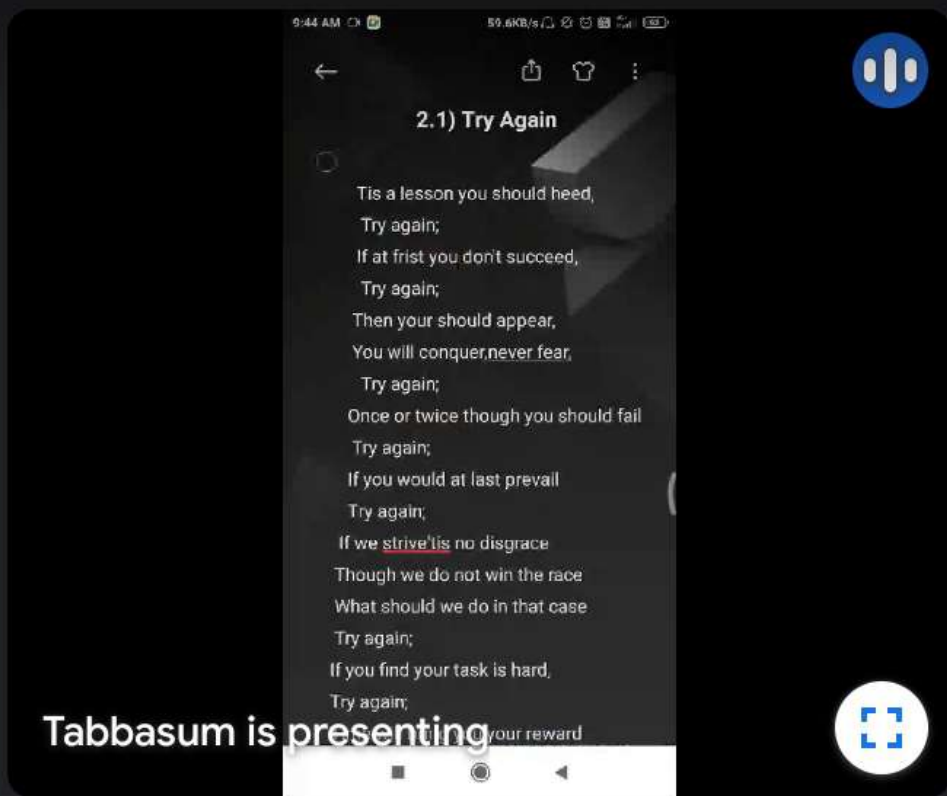 9:44 AM 59.6KB/s 63
2.1) Try Again
Tis a lesson you should heed,
Try again;
If at frist you don't succeed,
Try again;
Then your should appear,
You will conquer,never fear,
Try again;
Once or twice though you should fail
Try again;
If you would at last prevail
Try again;
If we strive'tis no disgrace
Though we do not win the race
What should we do in that case
Try again;
If you find your task is hard,
Try again;
your reward
Tabbasum is presenting